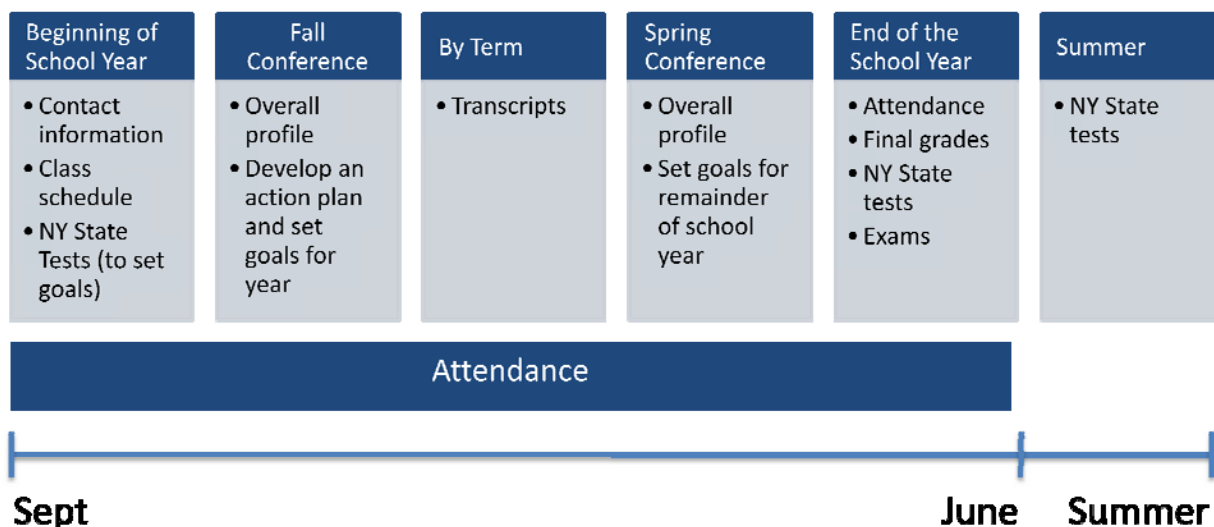 Beginning of
School Year
• Contact
information
• Class
schedule
• NY State
Tests (to set
goals)
Fall
Conference
• Overall
profile
• Develop an
action plan
and set
goals for
year
By Term
• Transcripts
Spring
Conference
• Overall
profile
• Set goals for
remainder
of school
year
End of the
School Year
• Attendance
• Final grades
• NY State
tests
• Exams
Summer
• NY State
tests
Attendance
Sept
June
Summer